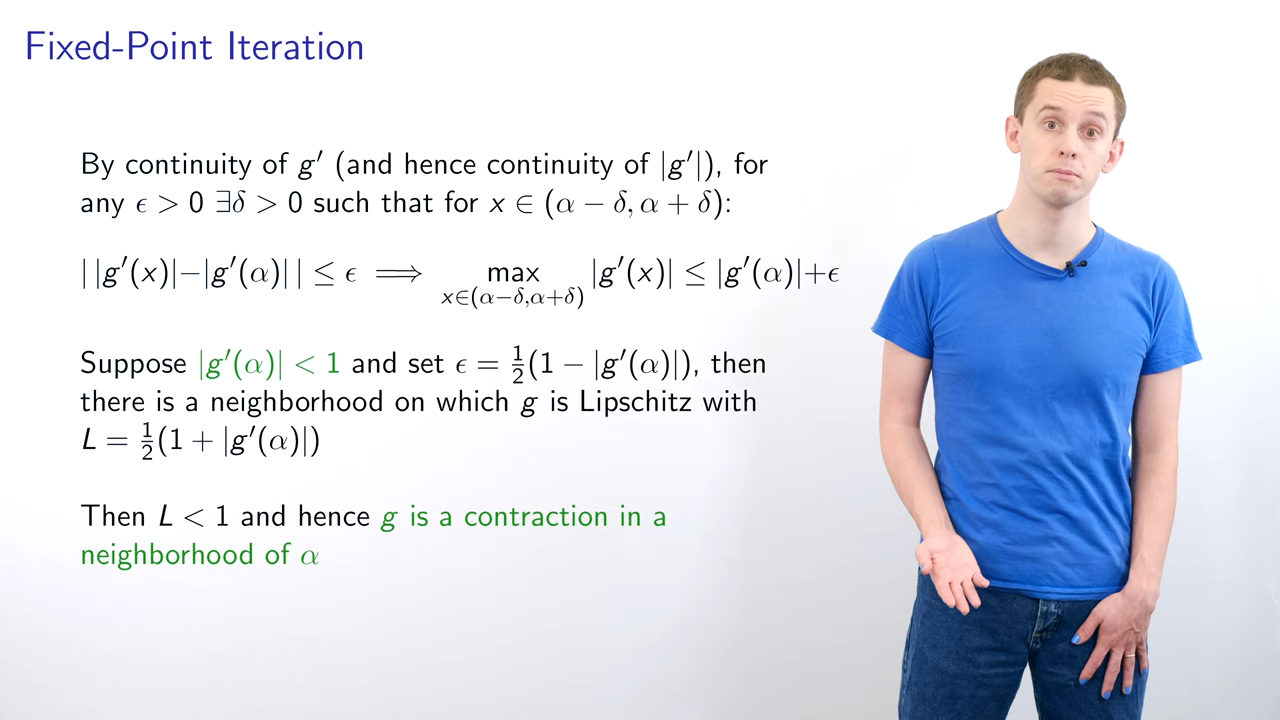 Fixed-Point Iteration
By continuity of g′ (and hence continuity of |g′|), for
any ϵ > 0 ∃δ > 0 such that for x ∈ (α − δ, α + δ):
| |g′(x)|−|g′(α)| | ≤ ϵ ⟹ max |g′(x)| ≤ |g′(α)|+ϵ
x∈(α−δ,α+δ)
Suppose |g′(α)| < 1 and set ϵ = ½(1 − |g′(α)|), then
there is a neighborhood on which g is Lipschitz with
L = ½(1 + |g′(α)|)
Then L < 1 and hence g is a contraction in a
neighborhood of α